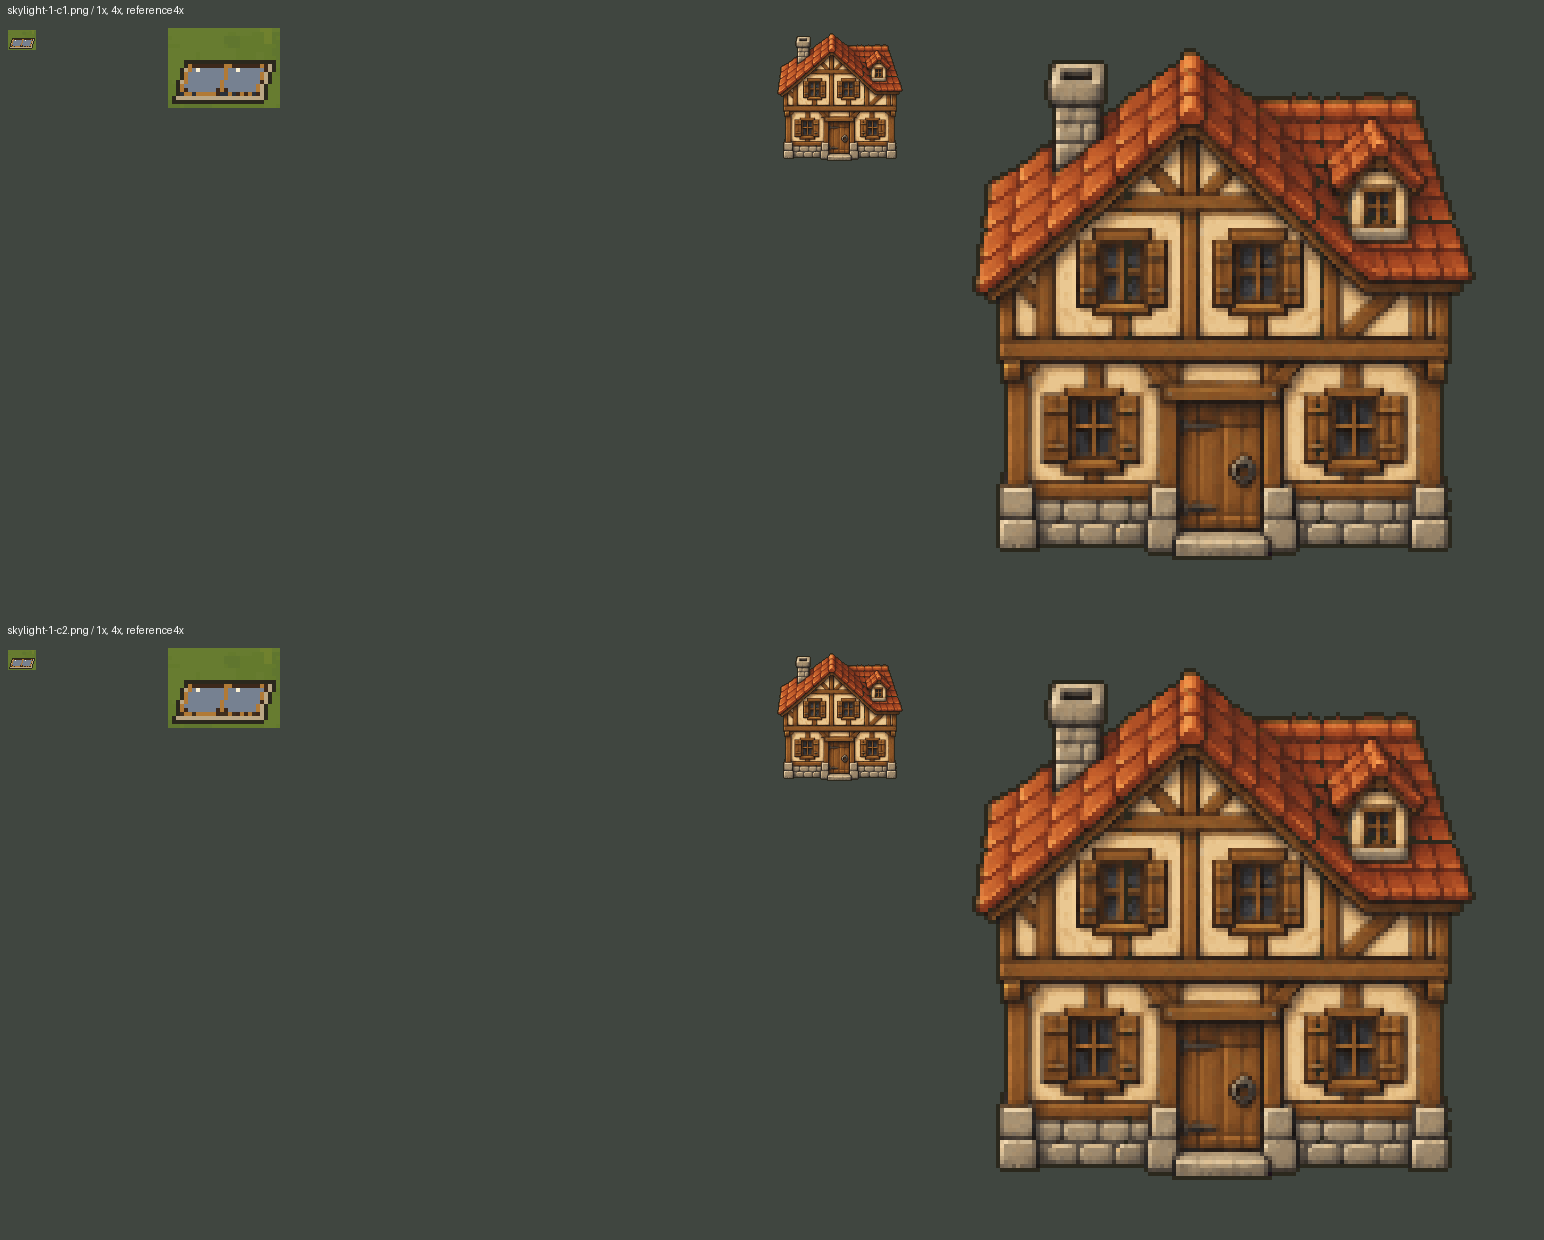 skylight-1-c1.png / 1x, 4x, reference4x
skylight-1-c2.png / 1x, 4x, reference4x